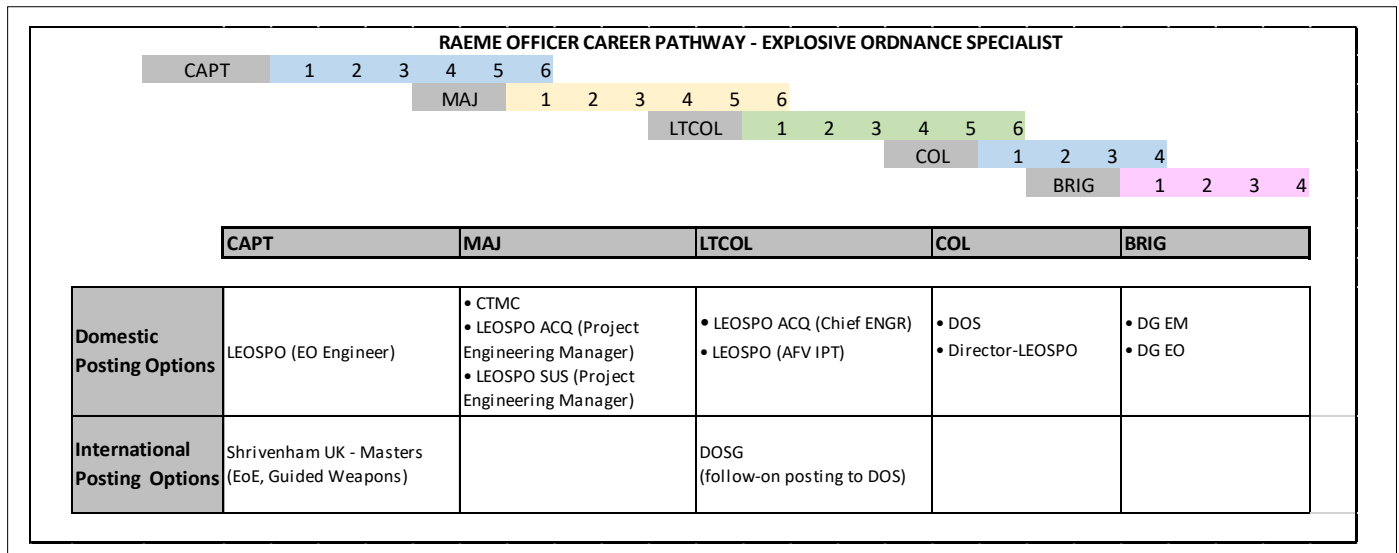 RAEME OFFICER CAREER PATHWAY - EXPLOSIVE ORDNANCE SPECIALIST
CAPT 1 2 3 4 5 6
MAJ 1 2 3 4 5 6
LTCOL 1 2 3 4 5 6
COL 1 2 3 4
BRIG 1 2 3 4
CAPT MAJ LTCOL COL BRIG
Domestic
Posting Options
LEOSPO (EO Engineer)
• CTMC
• LEOSPO ACQ (Project
Engineering Manager)
• LEOSPO SUS (Project
Engineering Manager)
• LEOSPO ACQ (Chief ENGR)
• LEOSPO (AFV IPT)
• DOS
• Director-LEOSPO
• DG EM
• DG EO
International
Posting Options
Shrivenham UK - Masters
(EoE, Guided Weapons)
DOSG
(follow-on posting to DOS)